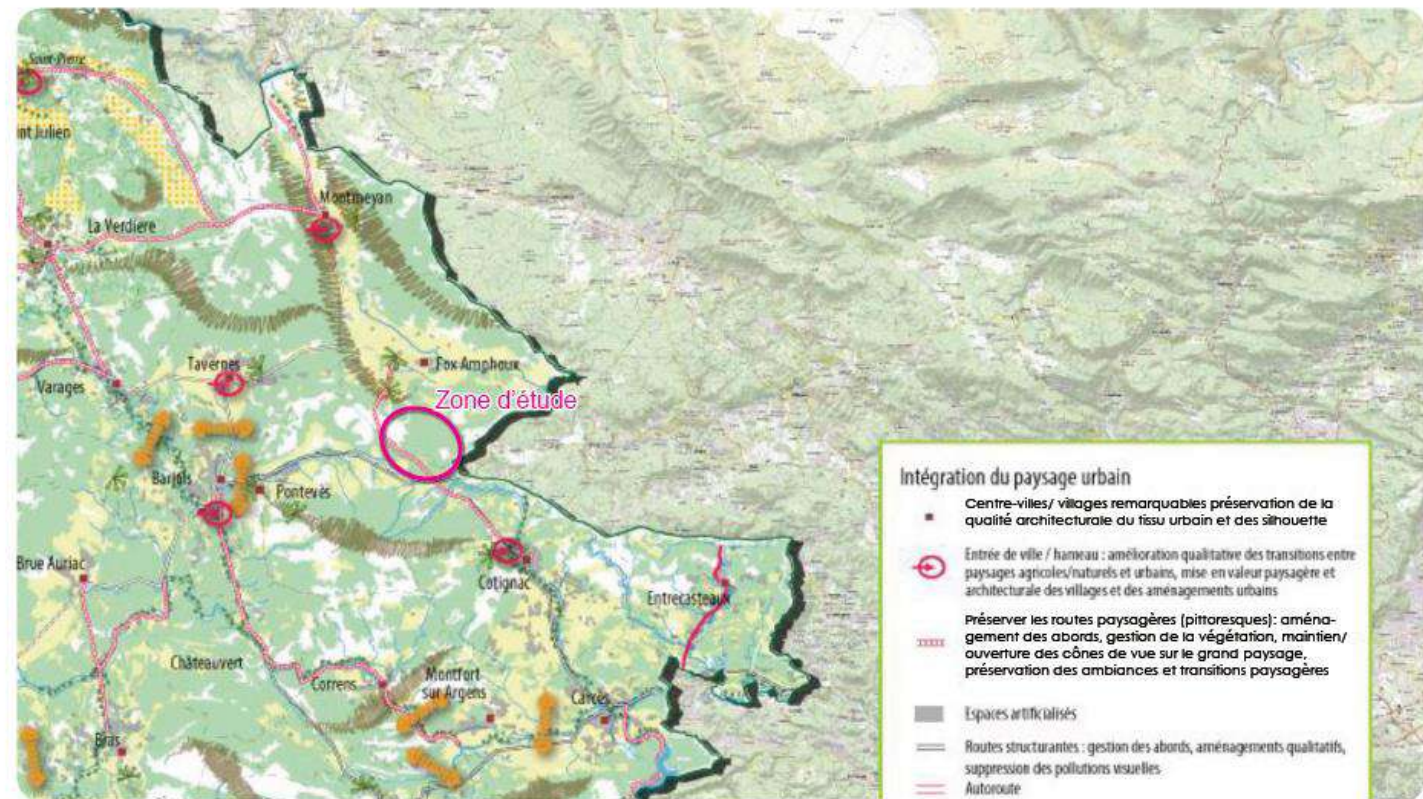 Saint-Pierre
nt Julien
Montmeyan
La Verdiere
Tavernes
Fox-Amphoux
Varages
Zone d'étude
Barjols
Pontevès
Brue Auriac
Cotignac
Entrecasteaux
Châteauvert
Correns
Montfort
sur Argens
Carcès
Bras
Intégration du paysage urbain
Centre-villes/ villages remarquables préservation de la
qualité architecturale du tissu urbain et des silhouette
Entrée de ville / hameau : amélioration qualitative des transitions entre
paysages agricoles/naturels et urbains, mise en valeur paysagère et
architecturale des villages et des aménagements urbains
Préserver les routes paysagères (pittoresques): aména-
gement des abords, gestion de la végétation, maintien/
ouverture des cônes de vue sur le grand paysage,
préservation des ambiances et transitions paysagères
Espaces artificialisés
Routes structurantes : gestion des abords, aménagements qualitatifs,
suppression des pollutions visuelles
Autoroute